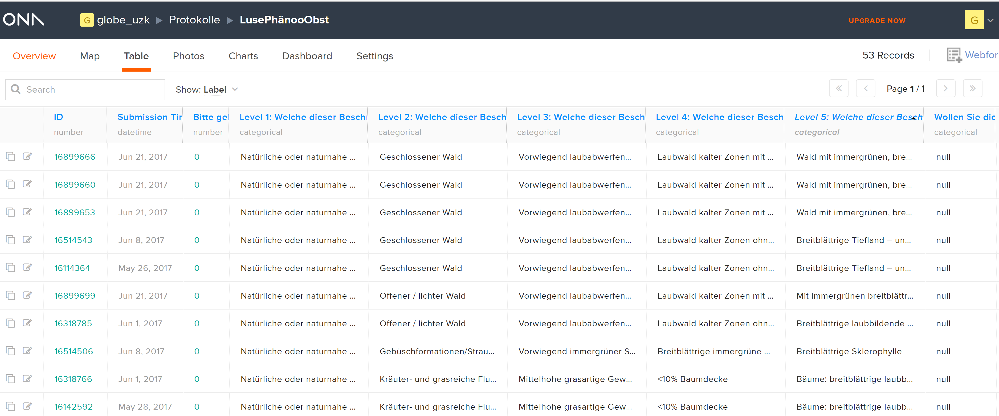 ONA G globe_uzk ▶ Protokolle ▶ LusePhänooObst UPGRADE NOW G
Overview Map Table Photos Charts Dashboard Settings 53 Records Webfor
Search Show: Label Page 1 / 1
ID Submission Tir Bitte gel Level 1: Welche dieser Beschr Level 2: Welche dieser Besch Level 3: Welche dieser Besch Level 4: Welche dieser Besch Level 5: Welche dieser Besch Wollen Sie die
number datetime number categorical categorical categorical categorical categorical categorical
16899666 Jun 21, 2017 0 Natürliche oder naturnahe ... Geschlossener Wald Vorwiegend laubabwerfen... Laubwald kalter Zonen mit ... Wald mit immergrünen, bre... null
16899660 Jun 21, 2017 0 Natürliche oder naturnahe ... Geschlossener Wald Vorwiegend laubabwerfen... Laubwald kalter Zonen mit ... Wald mit immergrünen, bre... null
16899653 Jun 21, 2017 0 Natürliche oder naturnahe ... Geschlossener Wald Vorwiegend laubabwerfen... Laubwald kalter Zonen mit ... Wald mit immergrünen, bre... null
16514543 Jun 8, 2017 0 Natürliche oder naturnahe ... Geschlossener Wald Vorwiegend laubabwerfen... Laubwald kalter Zonen ohn... Breitblättrige Tiefland – un... null
16114364 May 26, 2017 0 Natürliche oder naturnahe ... Geschlossener Wald Vorwiegend laubabwerfen... Laubwald kalter Zonen ohn... Breitblättrige Tiefland – un... null
16899699 Jun 21, 2017 0 Natürliche oder naturnahe ... Offener / lichter Wald Vorwiegend laubabwerfen... Laubwald kalter Zonen mit ... Mit immergrünen breitblättr... null
16318785 Jun 1, 2017 0 Natürliche oder naturnahe ... Offener / lichter Wald Vorwiegend laubabwerfen... Laubwald kalter Zonen ohn... Breitblättrige laubbildende ... null
16514506 Jun 8, 2017 0 Natürliche oder naturnahe ... Gebüschformationen/Strau... Vorwiegend immergrüner S... Breitblättrige immergrüne ... Breitblättrige Sklerophylle null
16318766 Jun 1, 2017 0 Natürliche oder naturnahe ... Kräuter- und grasreiche Flu... Mittelhohe grasartige Gew... <10% Baumdecke Bäume: breitblättrige laubb... null
16142592 May 28, 2017 0 Natürliche oder naturnahe ... Kräuter- und grasreiche Flu... Mittelhohe grasartige Gew... <10% Baumdecke Bäume: breitblättrige laubb... null